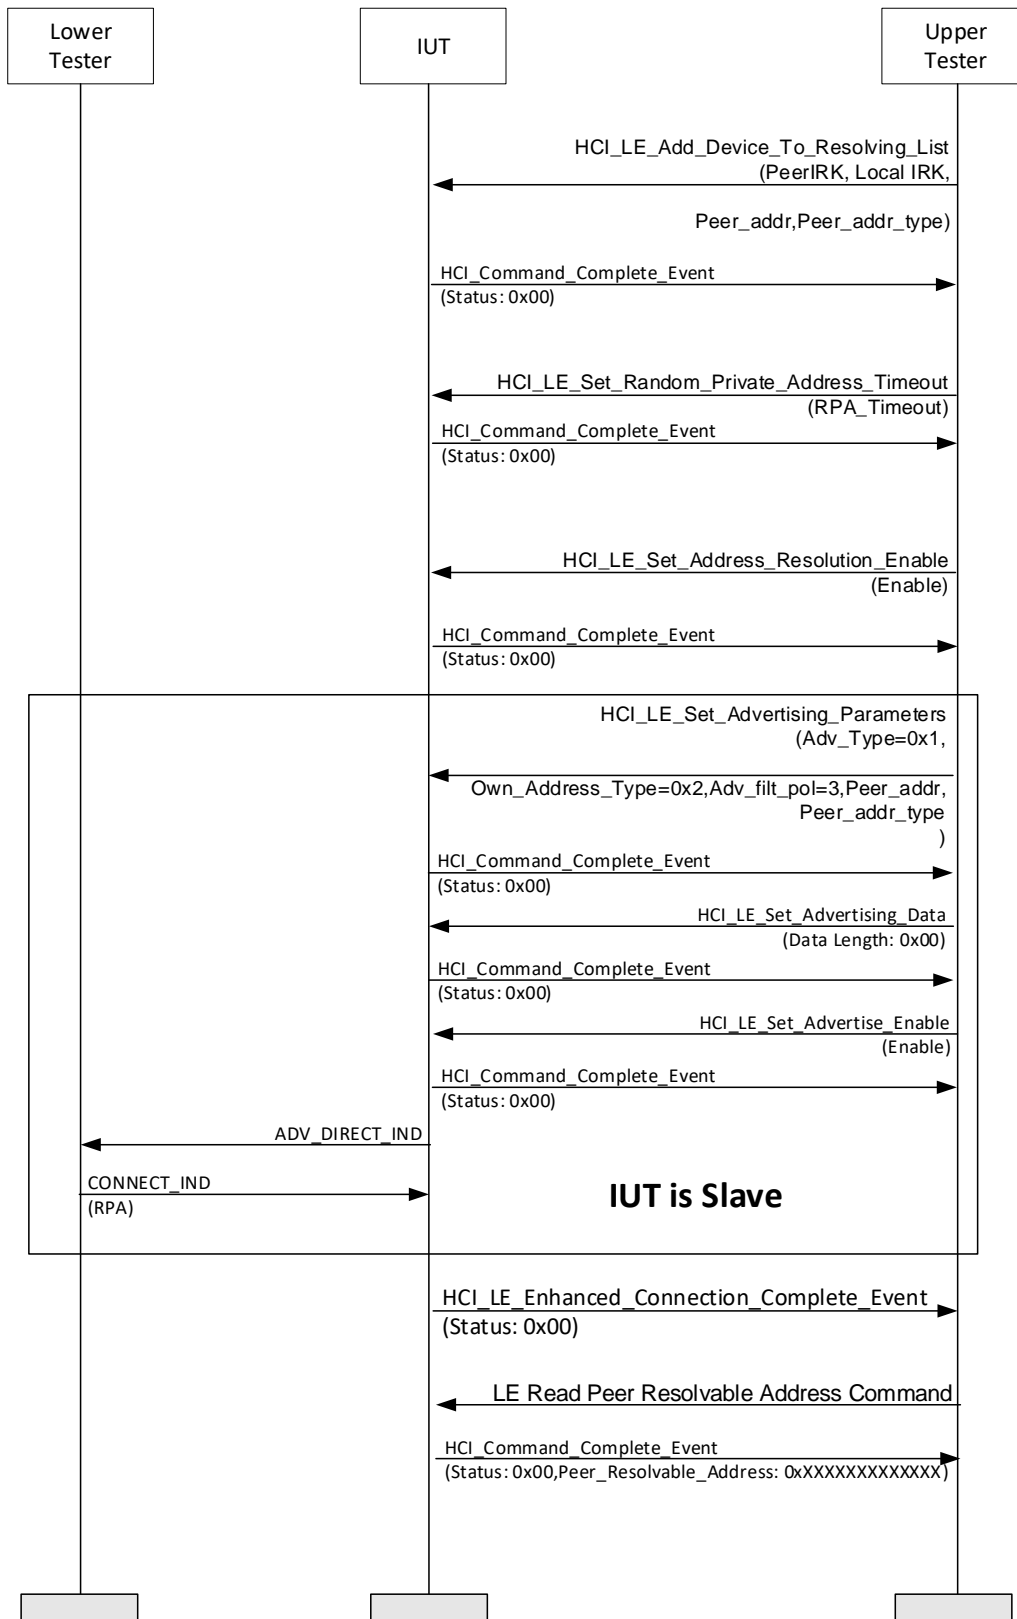 Lower
Tester
IUT
Upper
Tester
HCI_LE_Add_Device_To_Resolving_List
(PeerIRK, Local IRK,
Peer_addr,Peer_addr_type)
HCI_Command_Complete_Event
(Status: 0x00)
HCI_LE_Set_Random_Private_Address_Timeout
(RPA_Timeout)
HCI_Command_Complete_Event
(Status: 0x00)
HCI_LE_Set_Address_Resolution_Enable
(Enable)
HCI_Command_Complete_Event
(Status: 0x00)
HCI_LE_Set_Advertising_Parameters
(Adv_Type=0x1,
Own_Address_Type=0x2,Adv_filt_pol=3,Peer_addr,
Peer_addr_type
)
HCI_Command_Complete_Event
(Status: 0x00)
HCI_LE_Set_Advertising_Data
(Data Length: 0x00)
HCI_Command_Complete_Event
(Status: 0x00)
HCI_LE_Set_Advertise_Enable
(Enable)
HCI_Command_Complete_Event
(Status: 0x00)
ADV_DIRECT_IND
CONNECT_IND
(RPA)
IUT is Slave
HCI_LE_Enhanced_Connection_Complete_Event
(Status: 0x00)
LE Read Peer Resolvable Address Command
HCI_Command_Complete_Event
(Status: 0x00,Peer_Resolvable_Address: 0xXXXXXXXXXXXXX)